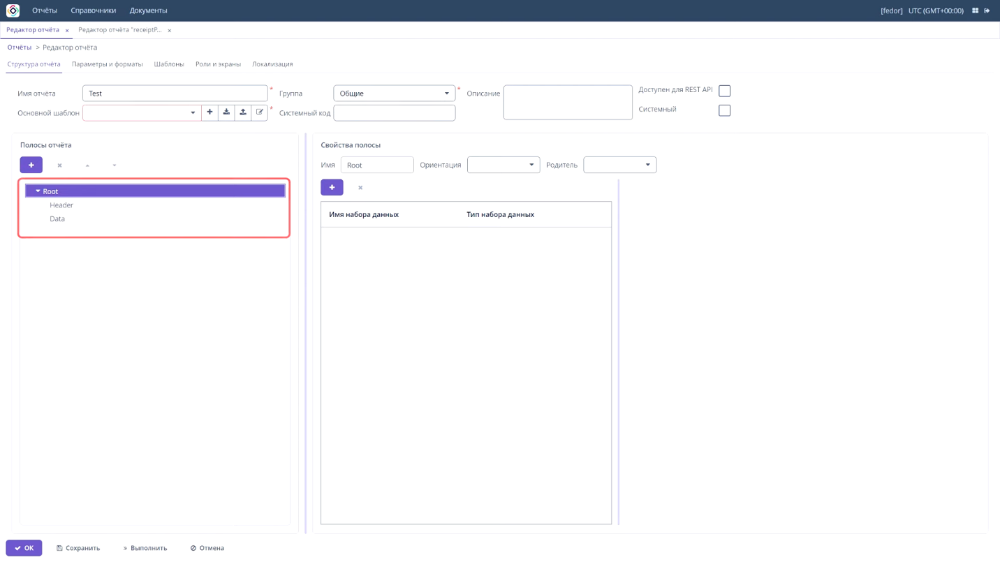 Отчёты Справочники Документы [fedor] UTC (GMT+00:00)
Редактор отчёта × Редактор отчёта "receiptP... ×
Отчёты > Редактор отчёта
Структура отчёта Параметры и форматы Шаблоны Роли и экраны Локализация
Имя отчёта Test * Группа Общие * Описание Доступен для REST API
Основной шаблон * Системный код Системный
Полосы отчёта Свойства полосы
Имя Root Ориентация Родитель
Root
Header
Data
Имя набора данных Тип набора данных
OK Сохранить Выполнить Отмена